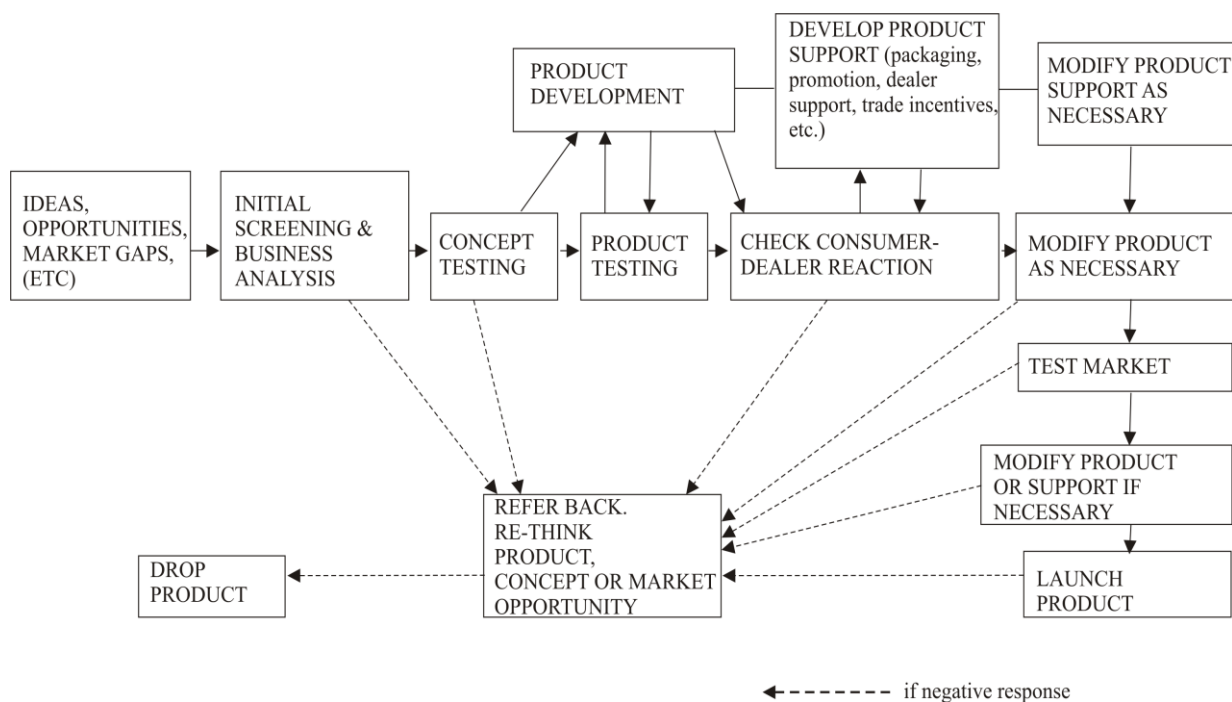 DEVELOP PRODUCT
SUPPORT (packaging,
promotion, dealer
support, trade incentives,
etc.)
MODIFY PRODUCT
SUPPORT AS
NECESSARY
PRODUCT
DEVELOPMENT
IDEAS,
OPPORTUNITIES,
MARKET GAPS,
(ETC)
INITIAL
SCREENING &
BUSINESS
ANALYSIS
CONCEPT
TESTING
PRODUCT
TESTING
CHECK CONSUMER-
DEALER REACTION
MODIFY PRODUCT
AS NECESSARY
TEST MARKET
MODIFY PRODUCT
OR SUPPORT IF
NECESSARY
REFER BACK.
RE-THINK
PRODUCT,
CONCEPT OR MARKET
OPPORTUNITY
DROP
PRODUCT
LAUNCH
PRODUCT
if negative response